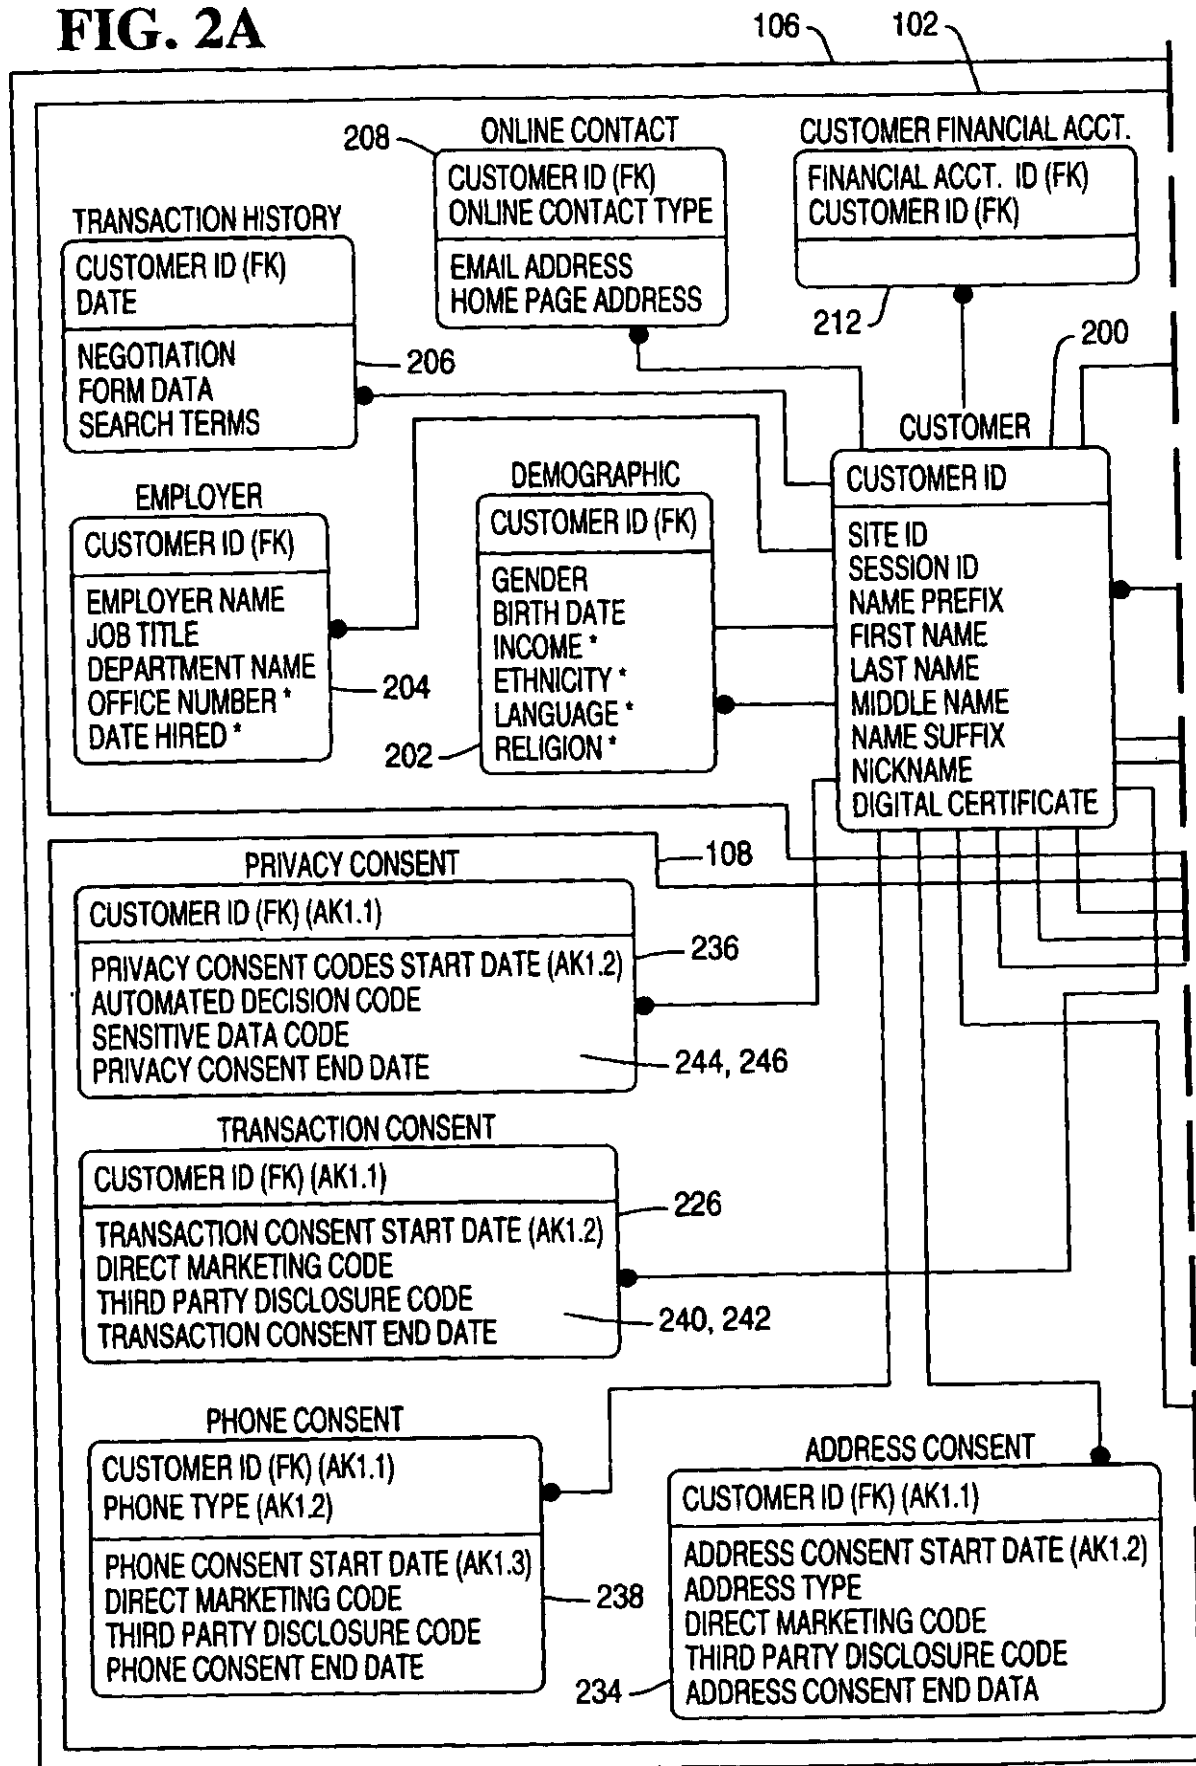 FIG. 2A
106
102
208
ONLINE CONTACT
CUSTOMER ID (FK)
ONLINE CONTACT TYPE
EMAIL ADDRESS
HOME PAGE ADDRESS
CUSTOMER FINANCIAL ACCT.
FINANCIAL ACCT. ID (FK)
CUSTOMER ID (FK)
212
TRANSACTION HISTORY
CUSTOMER ID (FK)
DATE
NEGOTIATION
FORM DATA
SEARCH TERMS
206
200
CUSTOMER
CUSTOMER ID
SITE ID
SESSION ID
NAME PREFIX
FIRST NAME
LAST NAME
MIDDLE NAME
NAME SUFFIX
NICKNAME
DIGITAL CERTIFICATE
EMPLOYER
CUSTOMER ID (FK)
EMPLOYER NAME
JOB TITLE
DEPARTMENT NAME
OFFICE NUMBER *
DATE HIRED *
204
DEMOGRAPHIC
CUSTOMER ID (FK)
GENDER
BIRTH DATE
INCOME *
ETHNICITY *
LANGUAGE *
RELIGION *
202
108
PRIVACY CONSENT
CUSTOMER ID (FK) (AK1.1)
PRIVACY CONSENT CODES START DATE (AK1.2)
AUTOMATED DECISION CODE
SENSITIVE DATA CODE
PRIVACY CONSENT END DATE
236
244, 246
TRANSACTION CONSENT
CUSTOMER ID (FK) (AK1.1)
TRANSACTION CONSENT START DATE (AK1.2)
DIRECT MARKETING CODE
THIRD PARTY DISCLOSURE CODE
TRANSACTION CONSENT END DATE
226
240, 242
PHONE CONSENT
CUSTOMER ID (FK) (AK1.1)
PHONE TYPE (AK1.2)
PHONE CONSENT START DATE (AK1.3)
DIRECT MARKETING CODE
THIRD PARTY DISCLOSURE CODE
PHONE CONSENT END DATE
238
ADDRESS CONSENT
CUSTOMER ID (FK) (AK1.1)
ADDRESS CONSENT START DATE (AK1.2)
ADDRESS TYPE
DIRECT MARKETING CODE
THIRD PARTY DISCLOSURE CODE
ADDRESS CONSENT END DATA
234